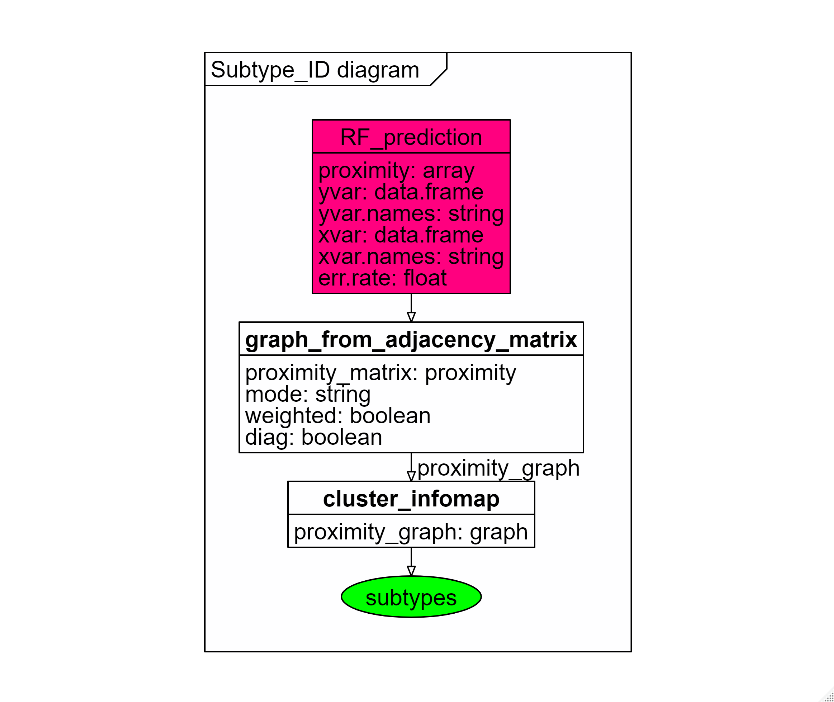 Subtype_ID diagram
RF_prediction
proximity: array
yvar: data.frame
yvar.names: string
xvar: data.frame
xvar.names: string
err.rate: float
graph_from_adjacency_matrix
proximity_matrix: proximity
mode: string
weighted: boolean
diag: boolean
proximity_graph
cluster_infomap
proximity_graph: graph
subtypes